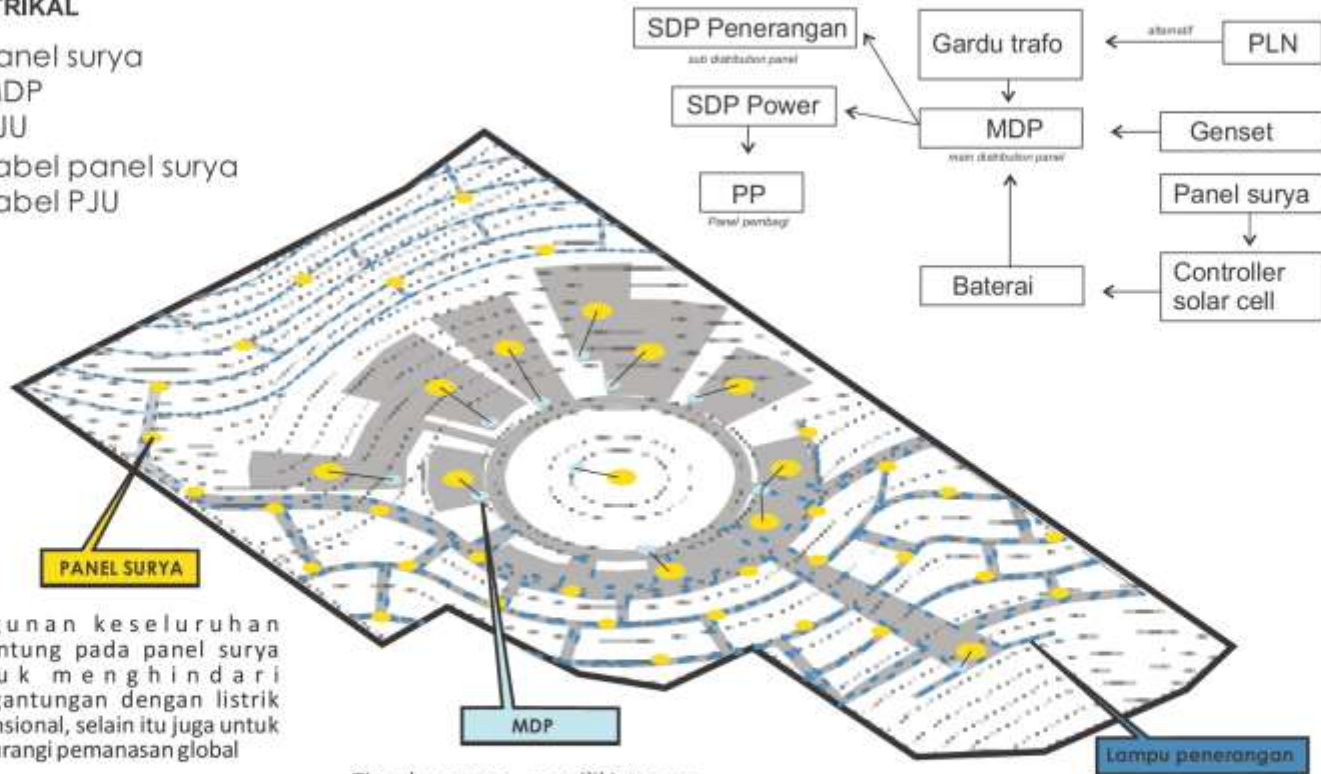 TRIKAL
anel surya
MDP
JU
abel panel surya
abel PJU
SDP Penerangan
sub distribution panel
SDP Power
PP
Panel pembagi
Gardu trafo
alternatif
PLN
MDP
main distribution panel
Genset
Panel surya
Baterai
Controller
solar cell
PANEL SURYA
MDP
Lampu penerangan
gunan keseluruhan
ntung pada panel surya
uk menghindari
gantungan dengan listrik
nsional, selain itu juga untuk
urangi pemanasan global